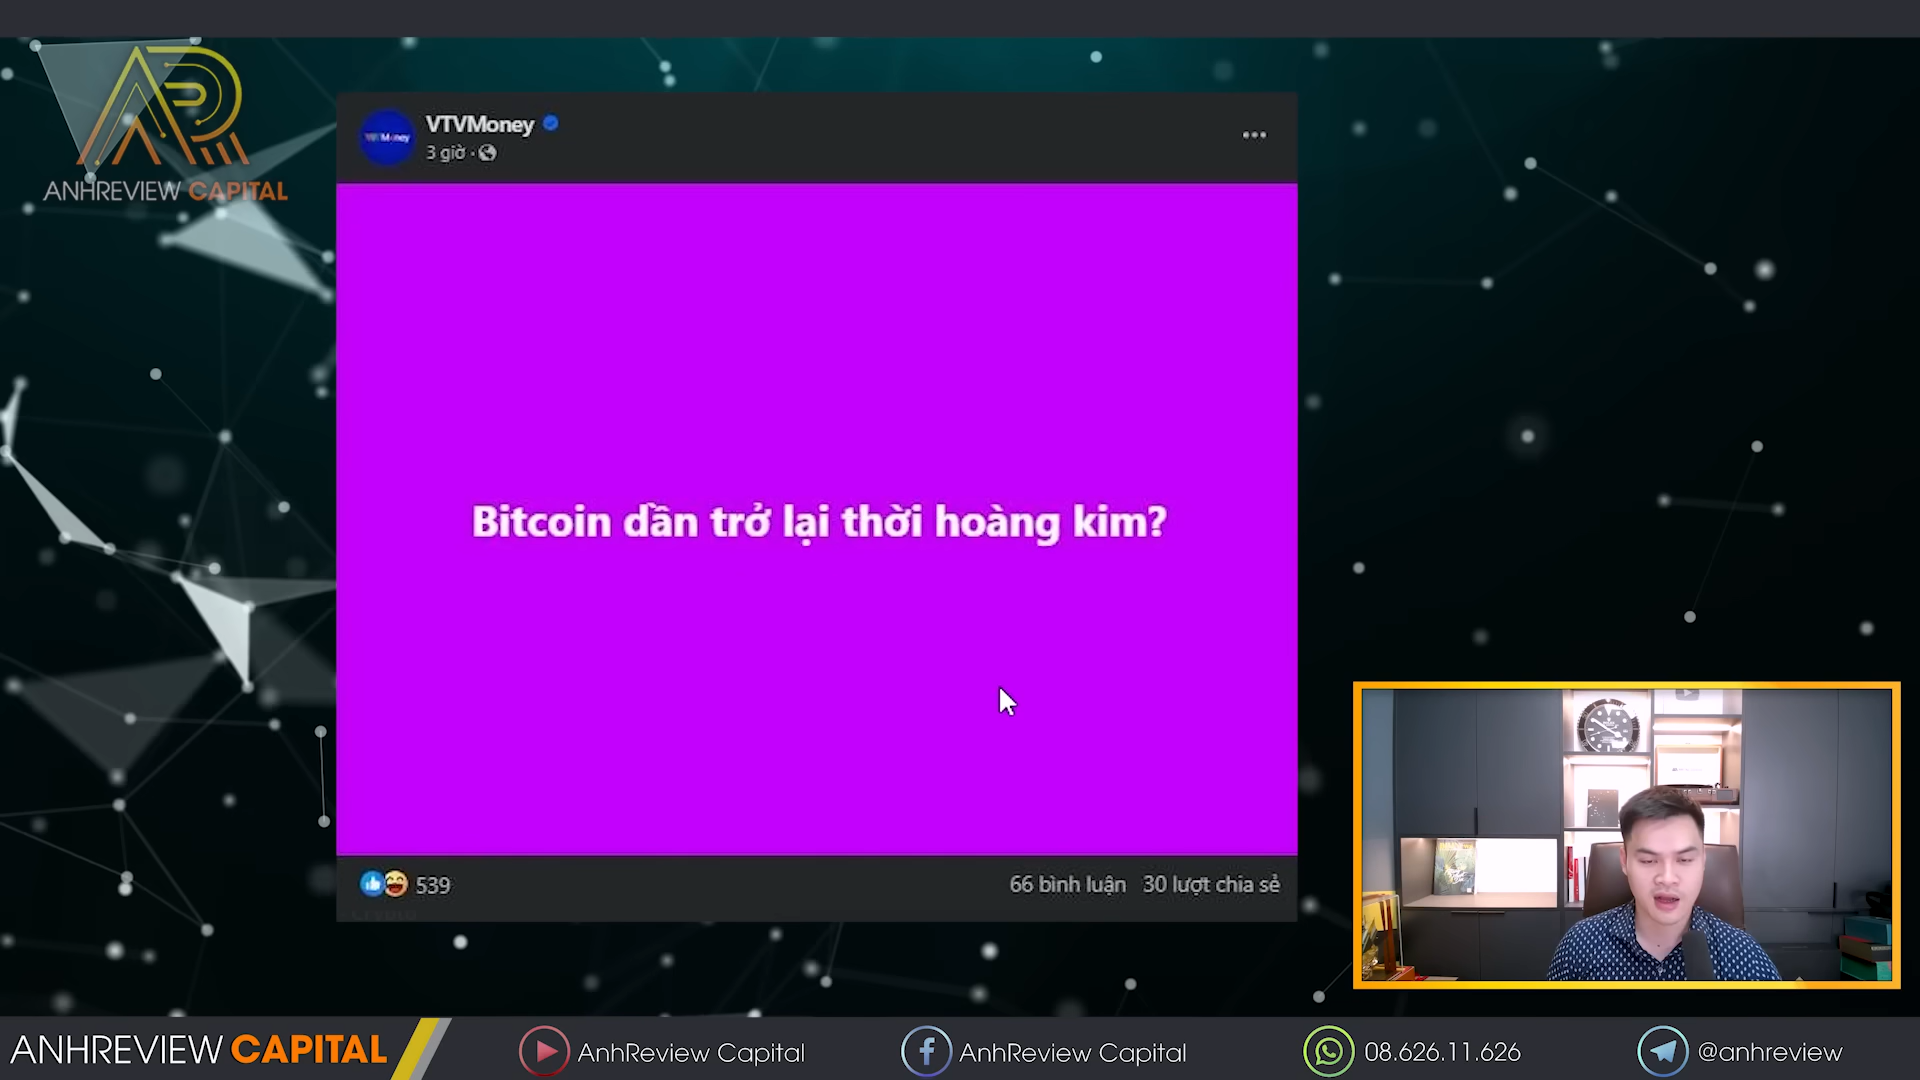 ANHREVIEW CAPITAL
VTVMoney
3 giờ
Bitcoin dần trở lại thời hoàng kim?
539
66 bình luận 30 lượt chia sẻ
ANHREVIEW CAPITAL
AnhReview Capital
AnhReview Capital
08.626.11.626
@anhreview